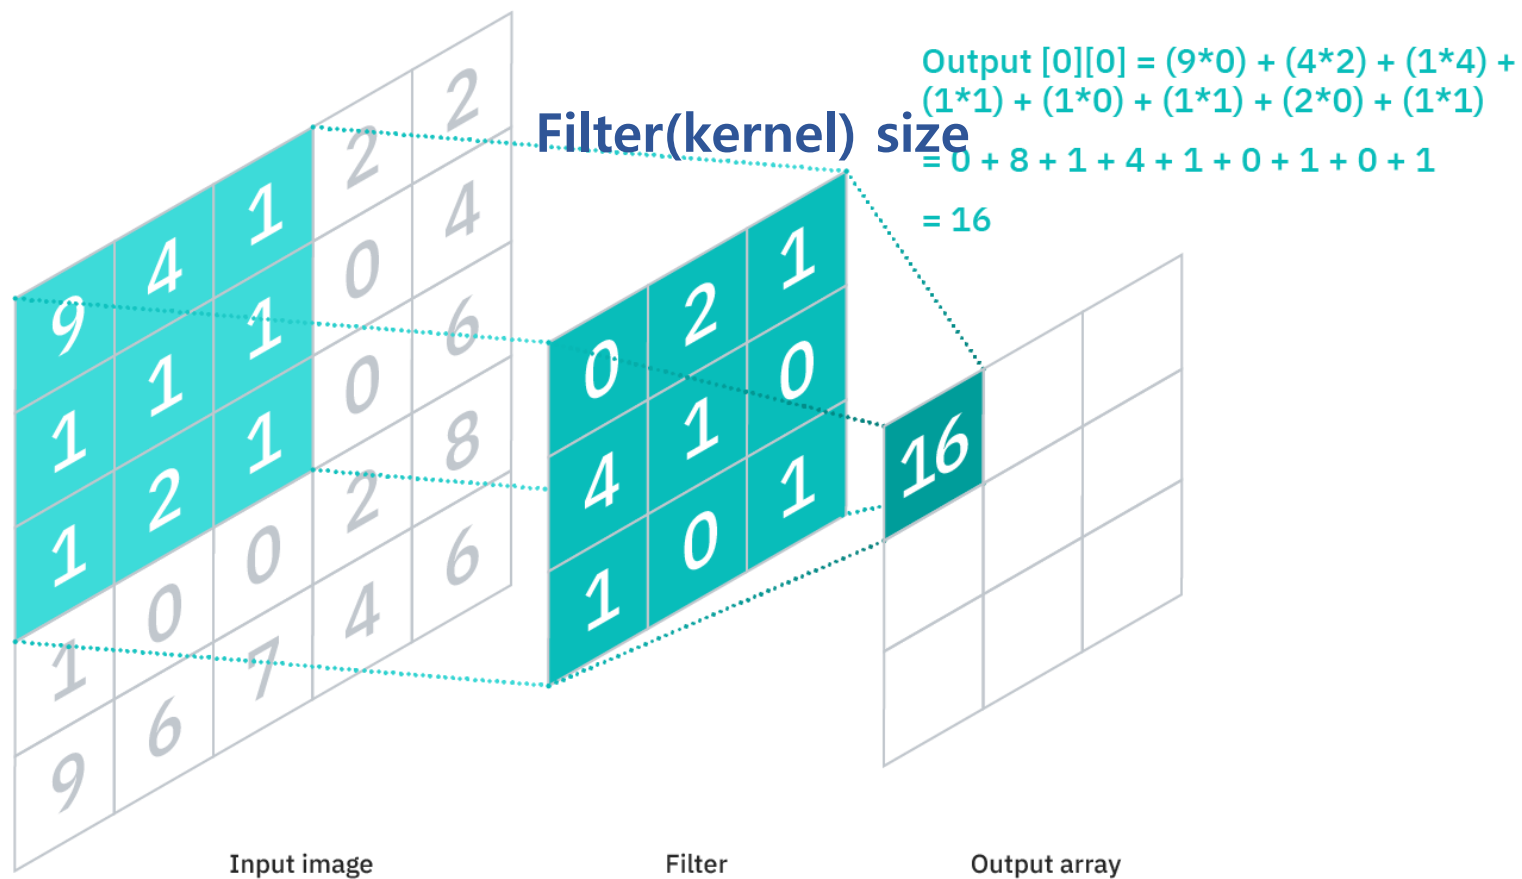 Output [0][0] = (9*0) + (4*2) + (1*4) +
(1*1) + (1*0) + (1*1) + (2*0) + (1*1)
Filter(kernel) size
= 0 + 8 + 1 + 4 + 1 + 0 + 1 + 0 + 1
= 16
9 4 1 2 2
1 1 1 0 4
1 2 1 0 6
1 0 0 2 8
9 6 7 4 6
0 2 1
4 1 0
1 0 1
16
Input image
Filter
Output array